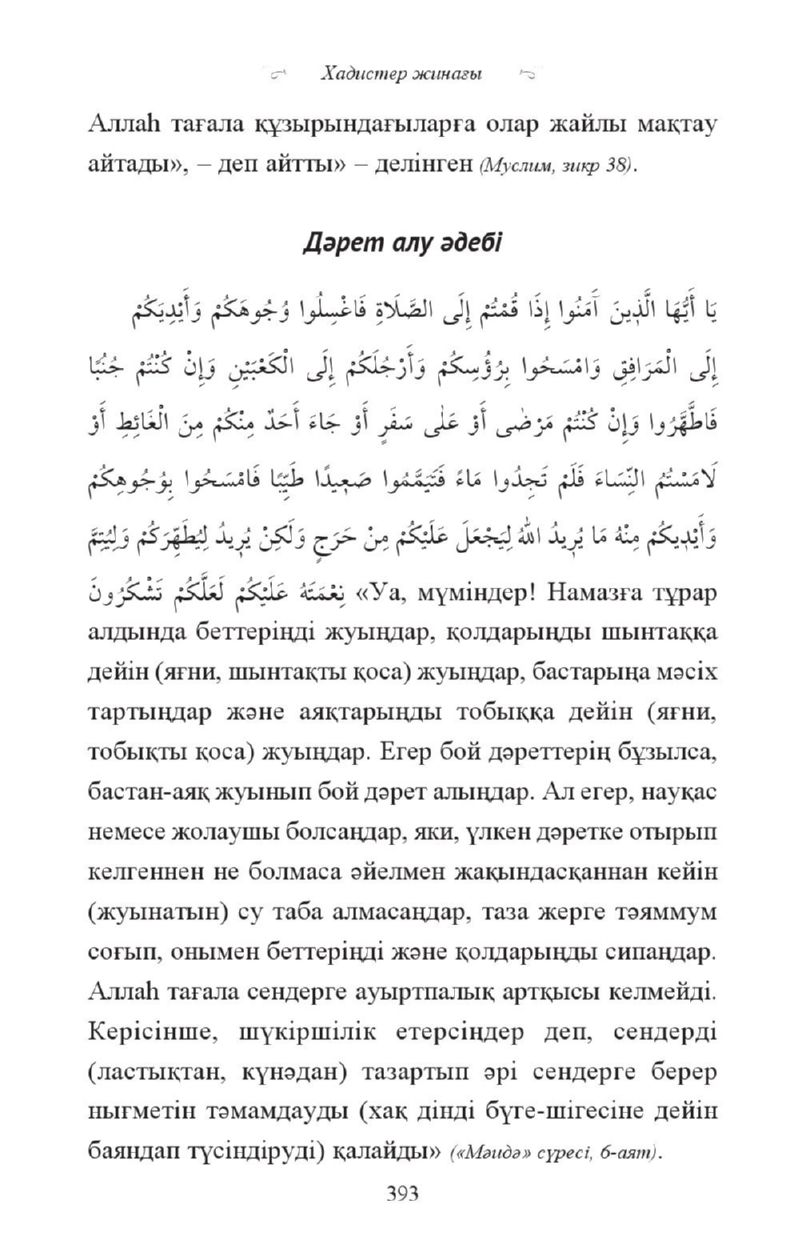 Хадистер жинағы
Аллаһ тағала құзырындағыларға олар жайлы мақтау
айтады», – деп айтты» – делінген (Муслим, зикр 38).
Дәрет алу әдебі
يَا أَيُّهَا الَّذِينَ آمَنُوا إِذَا قُمْتُمْ إِلَى الصَّلَاةِ فَاغْسِلُوا وُجُوهَكُمْ وَأَيْدِيَكُمْ
إِلَى الْمَرَافِقِ وَامْسَحُوا بِرُؤُسِكُمْ وَأَرْجُلَكُمْ إِلَى الْكَعْبَيْنِ وَإِنْ كُنْتُمْ جُنُبًا
فَاطَّهَّرُوا وَإِنْ كُنْتُمْ مَرْضَى أَوْ عَلَى سَفَرٍ أَوْ جَاءَ أَحَدٌ مِنْكُمْ مِنَ الْغَائِطِ أَوْ
لَامَسْتُمُ النِّسَاءَ فَلَمْ تَجِدُوا مَاءً فَتَيَمَّمُوا صَعِيدًا طَيِّبًا فَامْسَحُوا بِوُجُوهِكُمْ
وَأَيْدِيكُمْ مِنْهُ مَا يُرِيدُ اللهُ لِيَجْعَلَ عَلَيْكُمْ مِنْ حَرَجٍ وَلَكِنْ يُرِيدُ لِيُطَهِّرَكُمْ وَلِيُتِمَّ
نِعْمَتَهُ عَلَيْكُمْ لَعَلَّكُمْ تَشْكُرُونَ «Уа, мүміндер! Намазға тұрар
алдында беттеріңді жуыңдар, қолдарыңды шынтаққа
дейін (яғни, шынтақты қоса) жуыңдар, бастарыңа мәсіх
тартыңдар және аяқтарыңды тобыққа дейін (яғни,
тобықты қоса) жуыңдар. Егер бой дәреттерің бұзылса,
бастан-аяқ жуынып бой дәрет алыңдар. Ал егер, науқас
немесе жолаушы болсаңдар, яки, үлкен дәретке отырып
келгеннен не болмаса әйелмен жақындасқаннан кейін
(жуынатын) су таба алмасаңдар, таза жерге тәяммум
соғып, онымен беттеріңді және қолдарыңды сипаңдар.
Аллаһ тағала сендерге ауыртпалық артқысы келмейді.
Керісінше, шүкіршілік етерсіңдер деп, сендерді
(ластықтан, күнәдан) тазартып әрі сендерге берер
нығметін тәмамдауды (хақ дінді бүге-шігесіне дейін
баяндап түсіндіруді) қалайды» («Мәидә» сүресі, 6-аят).
393